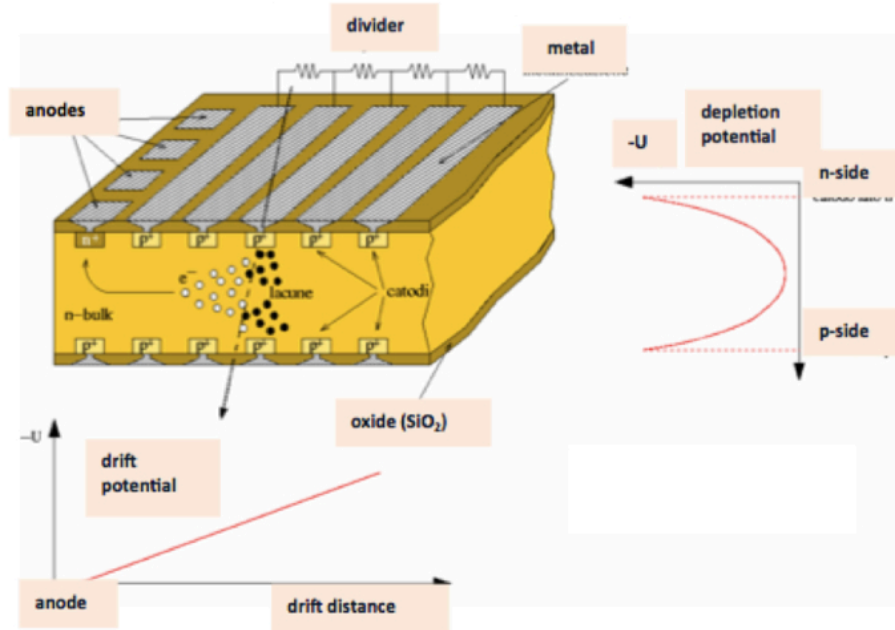 divider
metal
anodes
depletion
potential
-U
n-side
n+
p+
p+
p+
p+
p+
e−
lacune
catodi
n−bulk
p-side
p+
p+
p+
p+
p+
p+
oxide (SiO₂)
−U
drift
potential
anode
drift distance